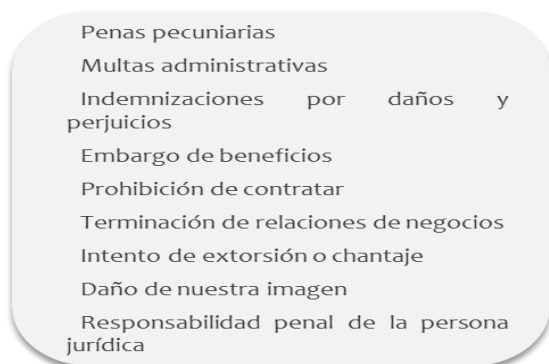 Penas pecuniarias
Multas administrativas
Indemnizaciones por daños y
perjuicios
Embargo de beneficios
Prohibición de contratar
Terminación de relaciones de negocios
Intento de extorsión o chantaje
Daño de nuestra imagen
Responsabilidad penal de la persona
jurídica